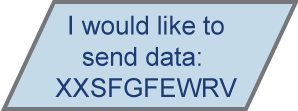 I would like to
send data:
XXSFGFEWRV